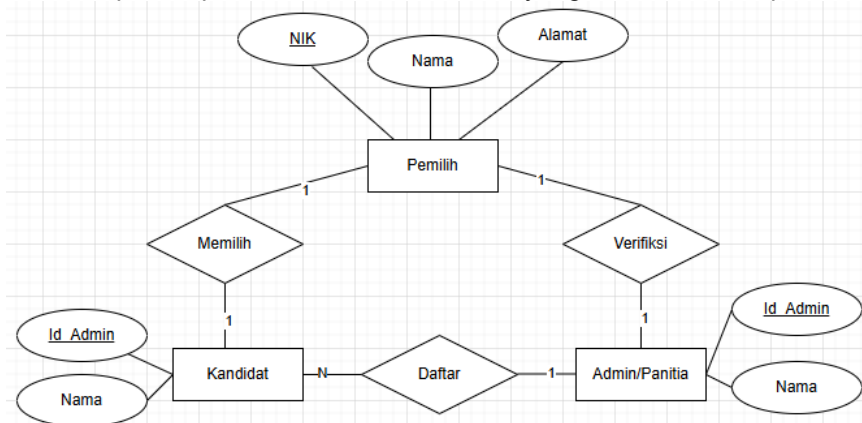 NIK
Nama
Alamat
Pemilih
1
1
Memilih
Verifiksi
1
1
Id_Admin
Nama
Kandidat
N
Daftar
1
Admin/Panitia
Id_Admin
Nama